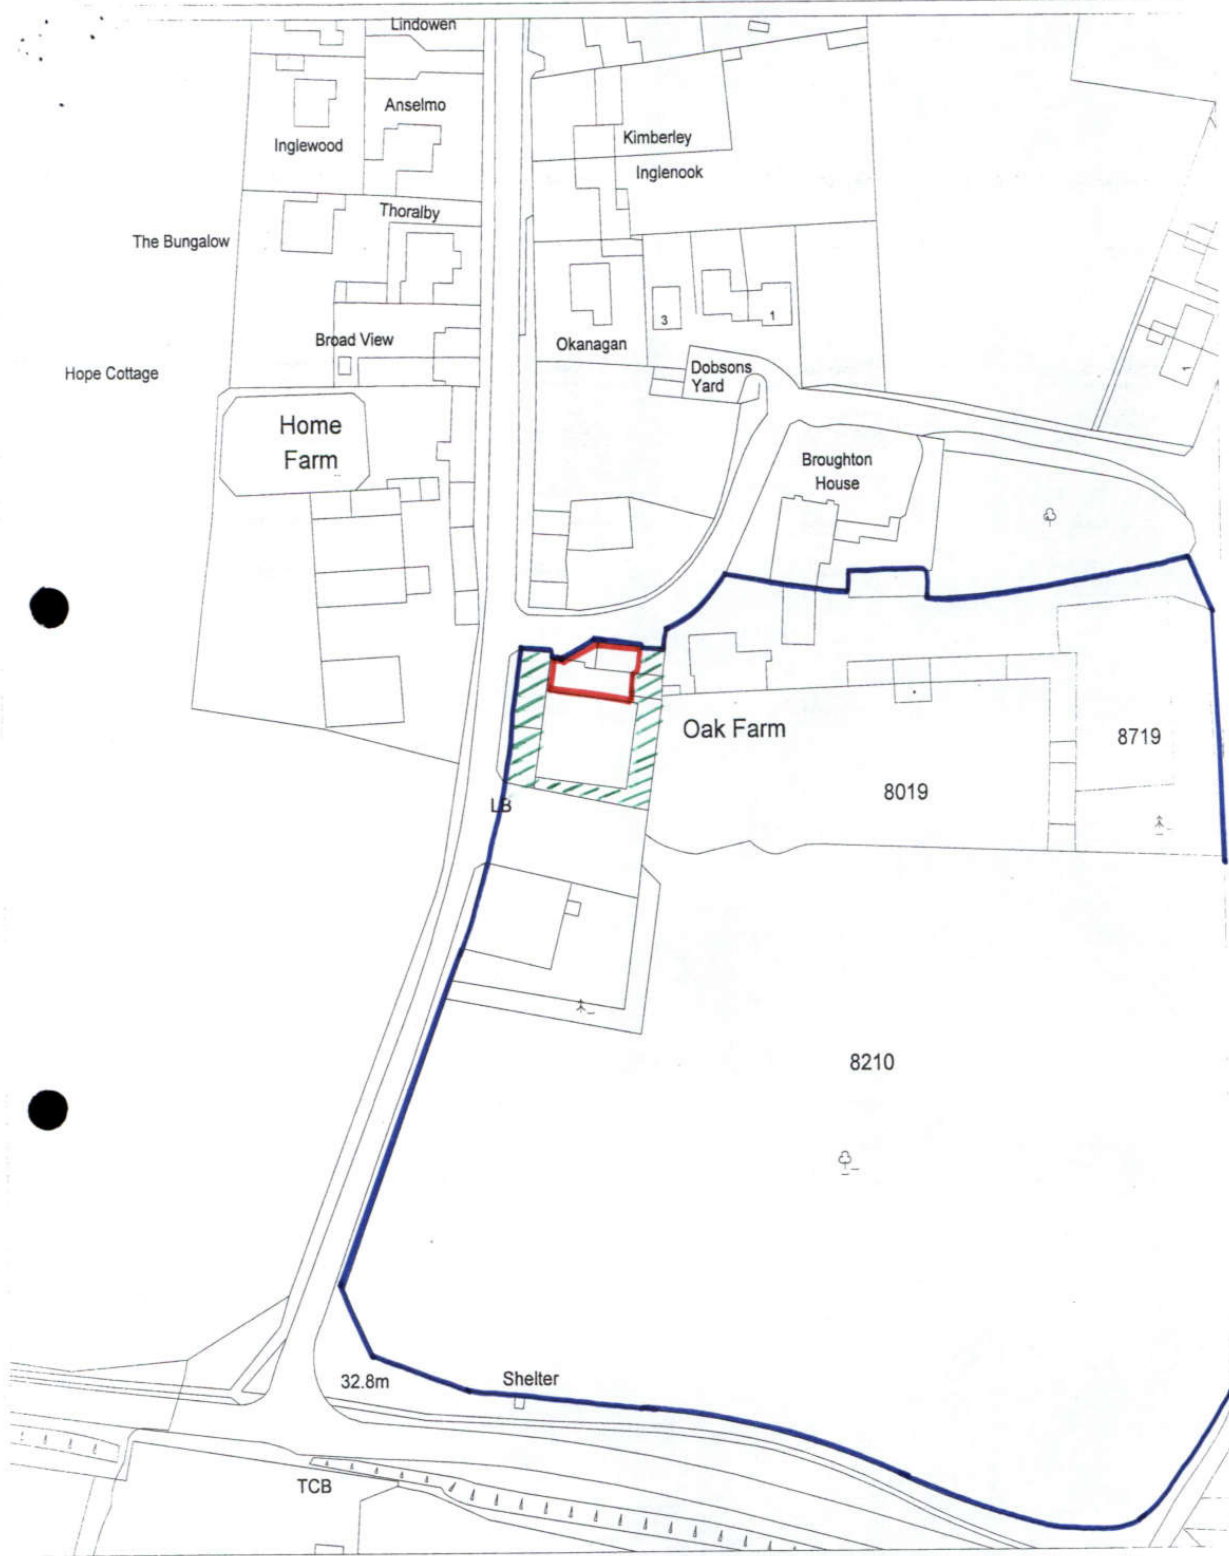 Lindowen
Anselmo
Inglewood
Kimberley
Inglenook
Thoralby
The Bungalow
3
1
Broad View
Okanagan
Hope Cottage
Dobsons
Yard
1
Home
Farm
Broughton
House
Oak Farm
8719
8019
LB
8210
32.8m
Shelter
TCB